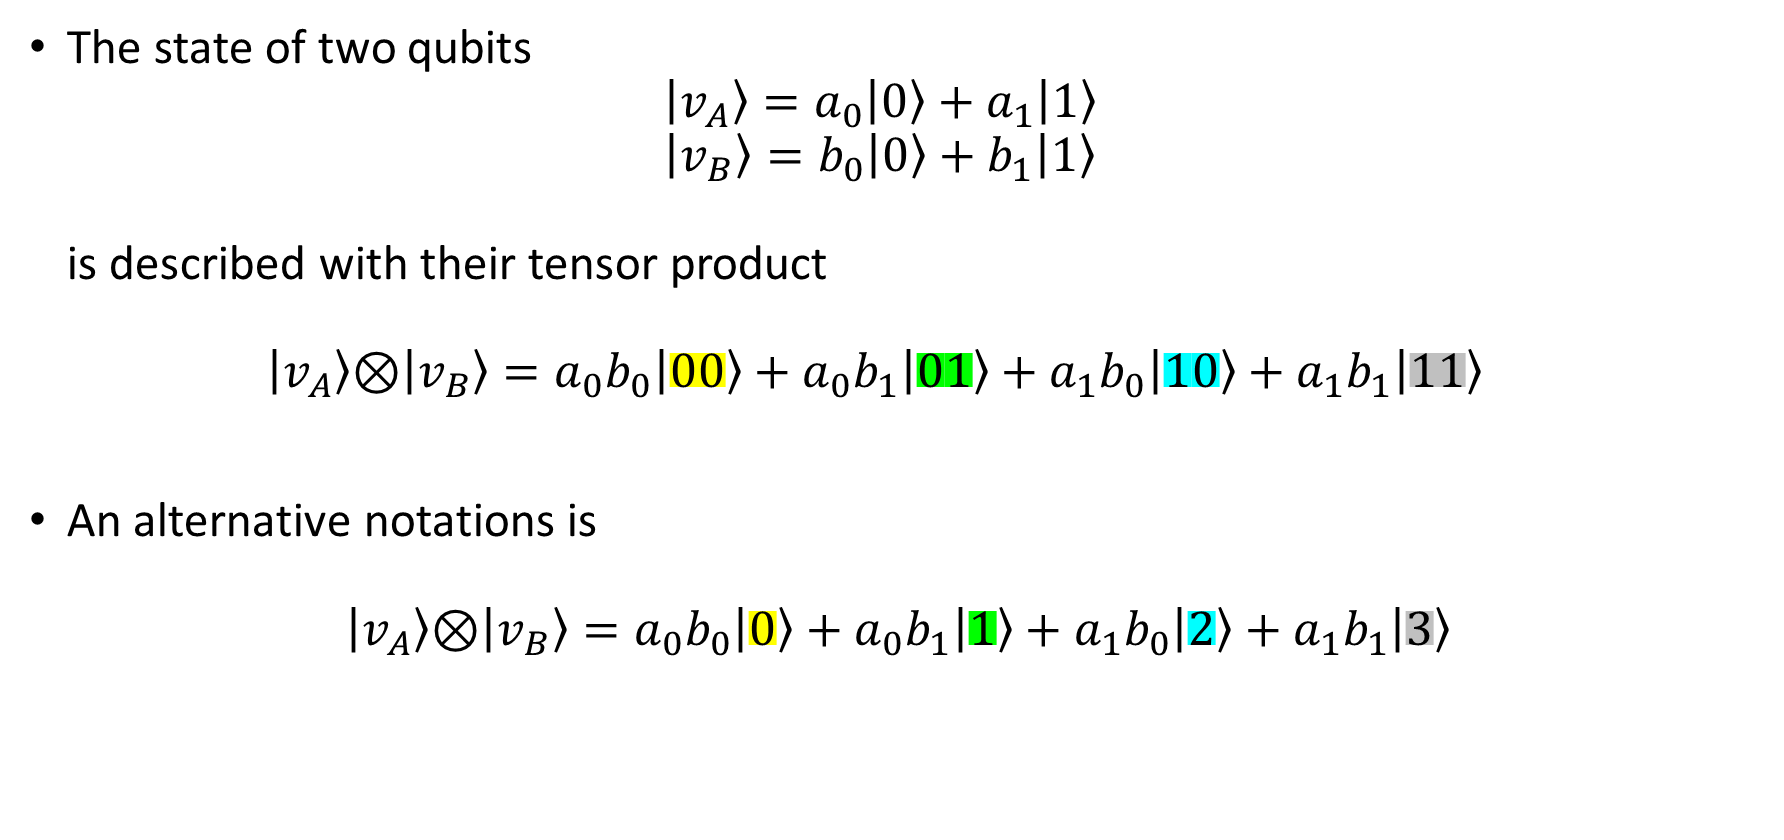 • The state of two qubits
|v_A⟩ = a_0|0⟩ + a_1|1⟩
|v_B⟩ = b_0|0⟩ + b_1|1⟩
is described with their tensor product
|v_A⟩⊗|v_B⟩ = a_0b_0|00⟩ + a_0b_1|01⟩ + a_1b_0|10⟩ + a_1b_1|11⟩
• An alternative notations is
|v_A⟩⊗|v_B⟩ = a_0b_0|0⟩ + a_0b_1|1⟩ + a_1b_0|2⟩ + a_1b_1|3⟩